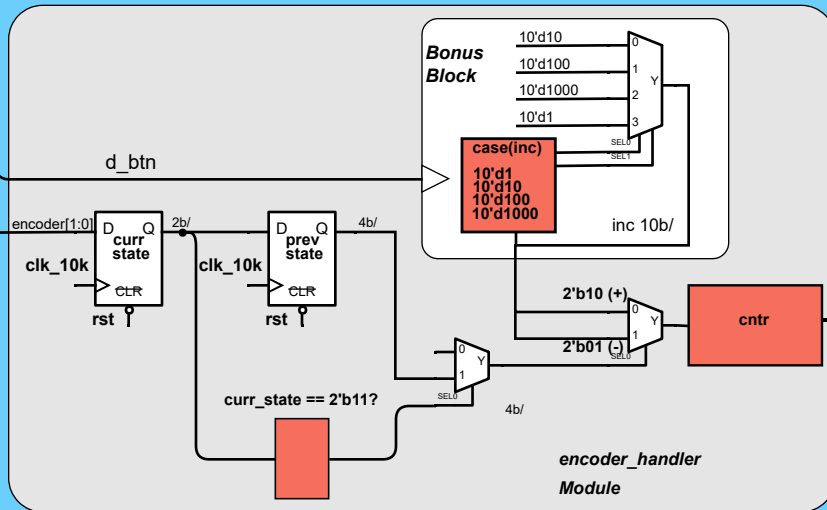 Bonus
Block
10'd10
10'd100
10'd1000
10'd1
0
1
2
3
Y
SEL0
SEL1
case(inc)
10'd1
10'd10
10'd100
10'd1000
inc 10b/
d_btn
encoder[1:0]
D Q
curr
state
CLR
clk_10k
rst
2b/
D Q
prev
state
CLR
clk_10k
rst
4b/
2'b10 (+)
2'b01 (-)
0
1
Y
SEL0
cntr
0
1
Y
SEL0
4b/
curr_state == 2'b11?
encoder_handler
Module